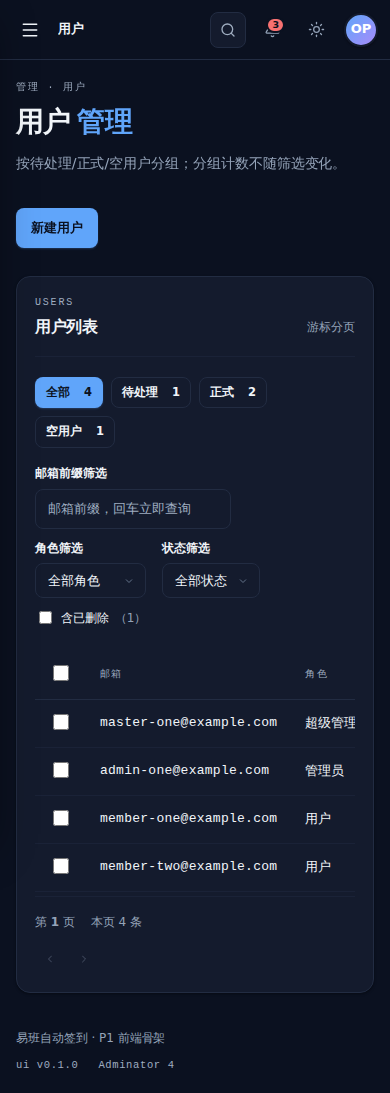 用户
3
OP
管理 · 用户
用户 管理
按待处理/正式/空用户分组；分组计数不随筛选变化。
新建用户
USERS
用户列表
游标分页
全部 4
待处理 1
正式 2
空用户 1
邮箱前缀筛选
邮箱前缀，回车立即查询
角色筛选 状态筛选
全部角色 全部状态
含已删除 （1）
邮箱 角色
master-one@example.com 超级管理
admin-one@example.com 管理员
member-one@example.com 用户
member-two@example.com 用户
第 1 页 本页 4 条
易班自动签到 · P1 前端骨架
ui v0.1.0 Adminator 4